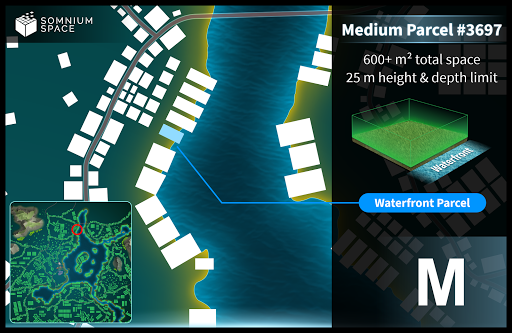 SOMNIUM
SPACE
Medium Parcel #3697
600+ m² total space
25 m height & depth limit
Waterfront
Waterfront Parcel
M